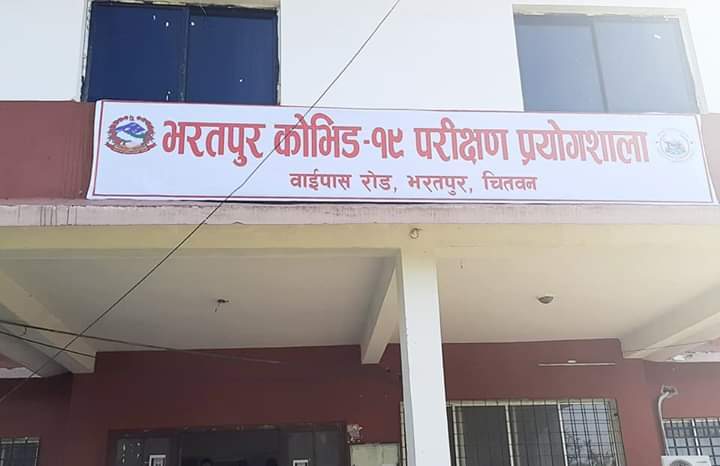 भरतपुर कोभिड-१९ परीक्षण प्रयोगशाला
वाईपास रोड, भरतपुर, चितवन